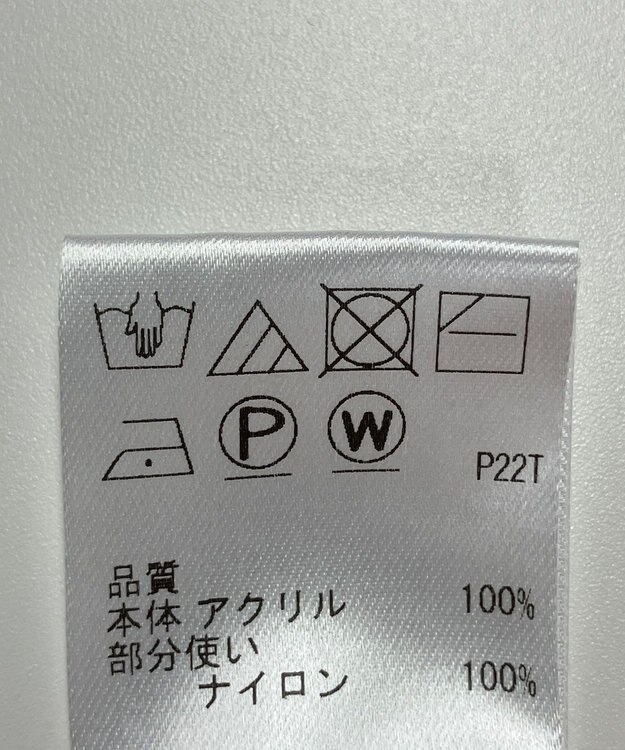 P W
P22T
品質
本体 アクリル 100%
部分使い
ナイロン 100%